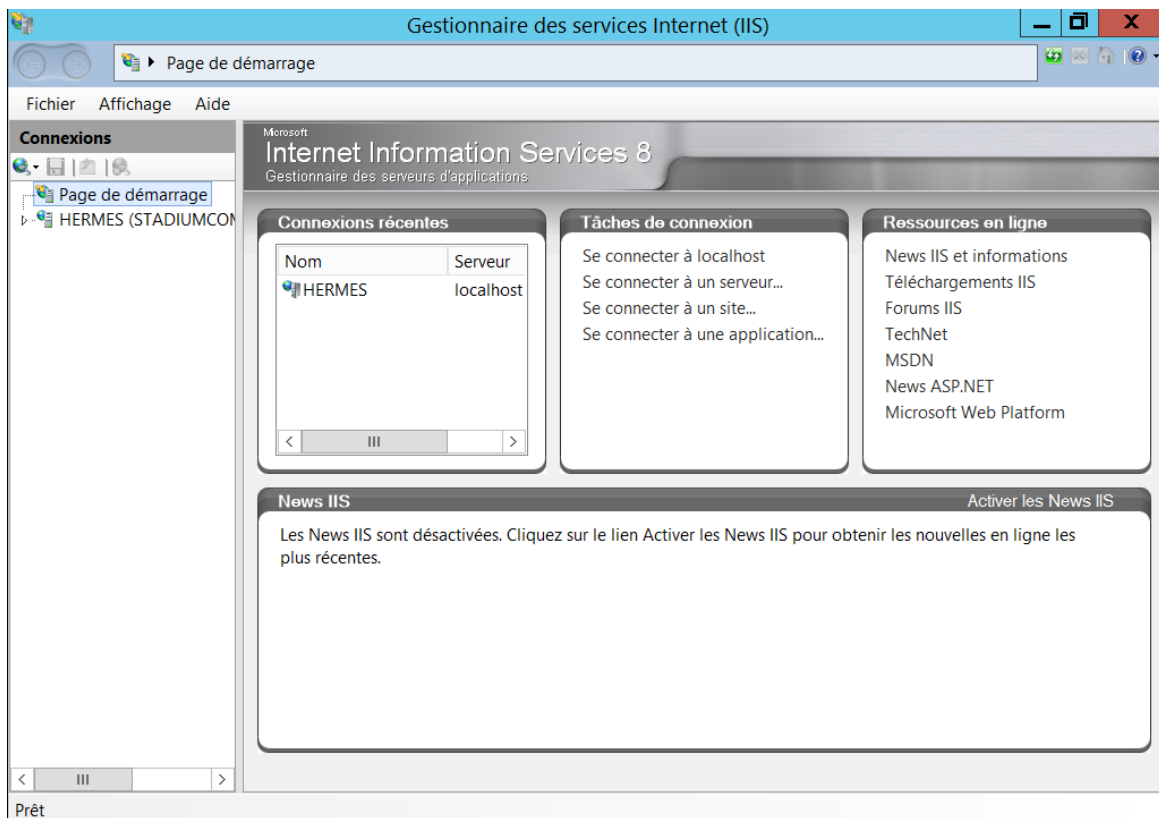 Gestionnaire des services Internet (IIS)
Page de démarrage
Fichier Affichage Aide
Connexions
Page de démarrage
HERMES (STADIUMCOM
Microsoft
Internet Information Services 8
Gestionnaire des serveurs d'applications
Connexions récentes
Nom Serveur
HERMES localhost
Tâches de connexion
Se connecter à localhost
Se connecter à un serveur...
Se connecter à un site...
Se connecter à une application...
Ressources en ligne
News IIS et informations
Téléchargements IIS
Forums IIS
TechNet
MSDN
News ASP.NET
Microsoft Web Platform
News IIS Activer les News IIS
Les News IIS sont désactivées. Cliquez sur le lien Activer les News IIS pour obtenir les nouvelles en ligne les
plus récentes.
Prêt